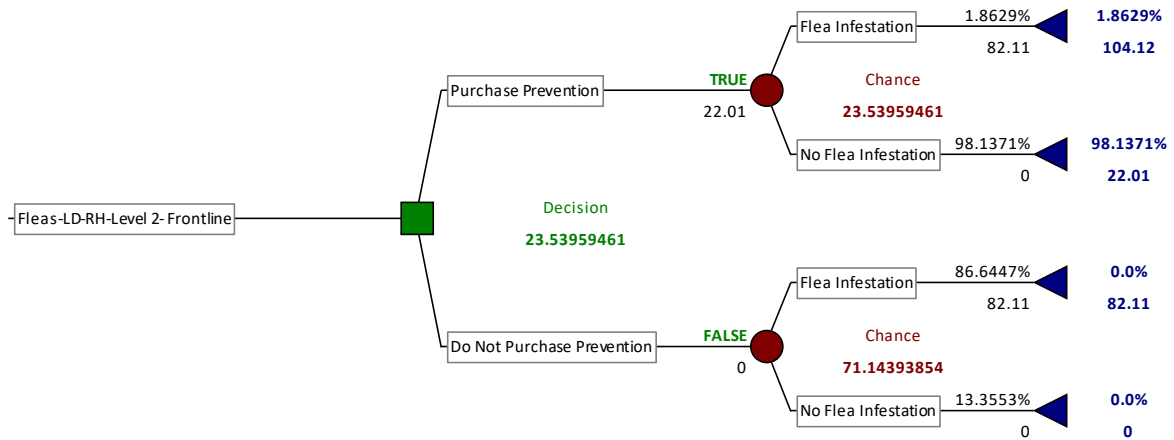 Flea Infestation
1.8629%
1.8629%
82.11
104.12
Purchase Prevention
TRUE
Chance
22.01
23.53959461
No Flea Infestation
98.1371%
98.1371%
0
22.01
Fleas-LD-RH-Level 2- Frontline
Decision
23.53959461
Flea Infestation
86.6447%
0.0%
82.11
82.11
Do Not Purchase Prevention
FALSE
Chance
0
71.14393854
No Flea Infestation
13.3553%
0.0%
0
0